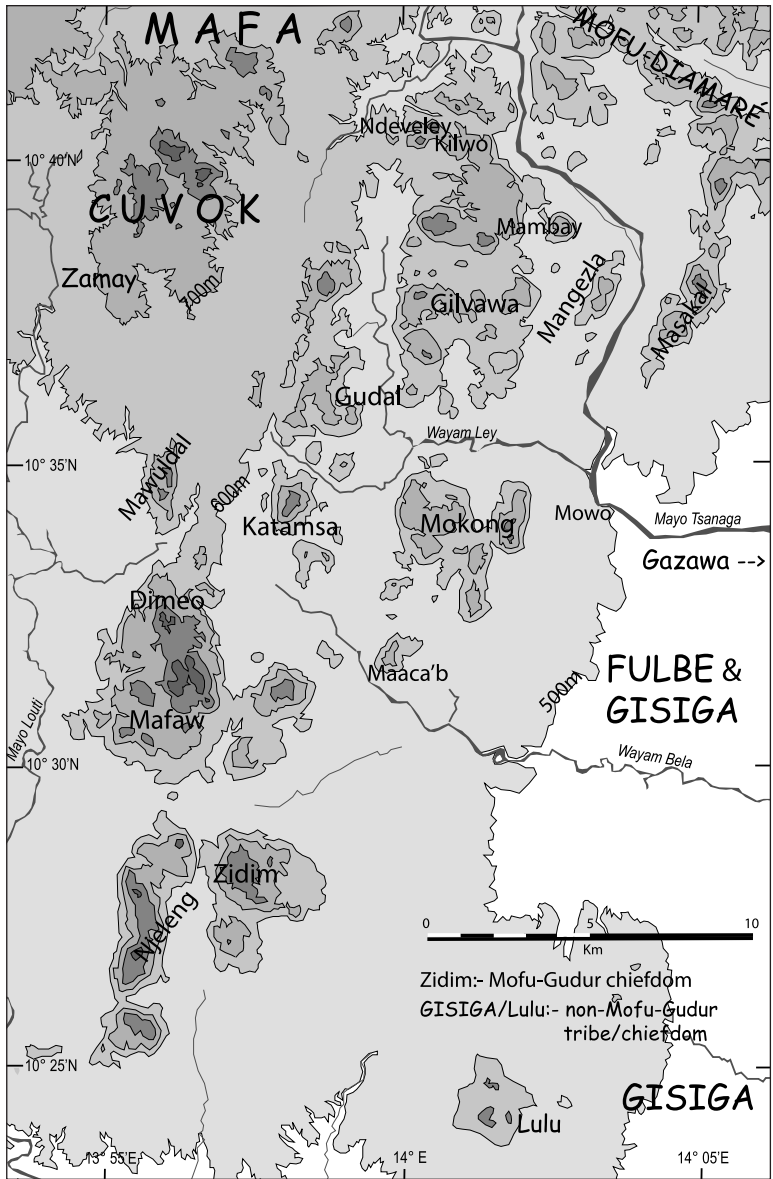 MAFA
MOFU-DIAMARÉ
Ndeveley
Kilwo
10° 40'N
CUVOK
Mambay
Zamay
700m
Gilvawa
Mangezla
Masakal
Gudal
Wayam Ley
10° 35'N
Mawuldal
600m
Katamsa
Mokong
Mowo
Mayo Tsanaga
Gazawa -->
Dimeo
Maaca'b
FULBE &
GISIGA
500m
Mafaw
Mayo Louti
Wayam Bela
10° 30'N
Zidim
Njeleng
0 5 10
Km
Zidim:- Mofu-Gudur chiefdom
GISIGA/Lulu:- non-Mofu-Gudur
tribe/chiefdom
10° 25'N
GISIGA
Lulu
13° 55'E 14° E 14° 05'E